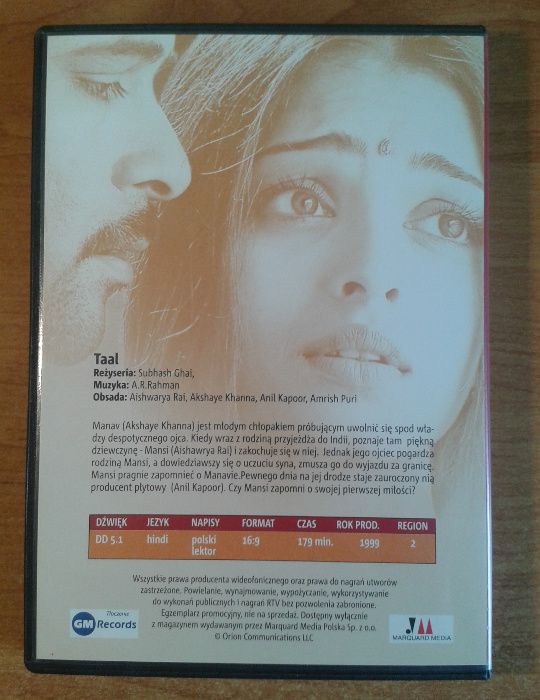 Taal
Reżyseria: Subhash Ghai,
Muzyka: A.R.Rahman
Obsada: Aishwarya Rai, Akshaye Khanna, Anil Kapoor, Amrish Puri
Manav (Akshaye Khanna) jest młodym chłopakiem próbującym uwolnić się spod wła-
dzy despotycznego ojca. Kiedy wraz z rodziną przyjeżdża do Indii, poznaje tam piękną
dziewczynę - Mansi (Aishawrya Rai) i zakochuje się w niej. Jednak jego ojciec pogardza
rodziną Mansi, a dowiedziawszy się o uczuciu syna, zmusza go do wyjazdu za granicę.
Mansi pragnie zapomnieć o Manavie.Pewnego dnia na jej drodze staje zauroczony nią
producent płytowy (Anil Kapoor). Czy Mansi zapomni o swojej pierwszej miłości?
DŹWIĘK JEZYK NAPISY FORMAT CZAS ROK PROD. REGION
DD 5.1 hindi polski 16:9 179 min. 1999 2
lektor
Wszystkie prawa producenta wideofonicznego oraz prawa do nagrań utworów
zastrzeżone. Powielanie, wynajmowanie, wypożyczanie, wykorzystywanie
do wykonań publicznych i nagrań RTV bez pozwolenia zabronione.
Egzemplarz promocyjny, nie na sprzedaż. Dostępny wyłącznie
z magazynem wydawanym przez Marquard Media Polska Sp. z o.o.
© Orion Communications LLC
Tłoczenie
GM Records
MARQUARD MEDIA